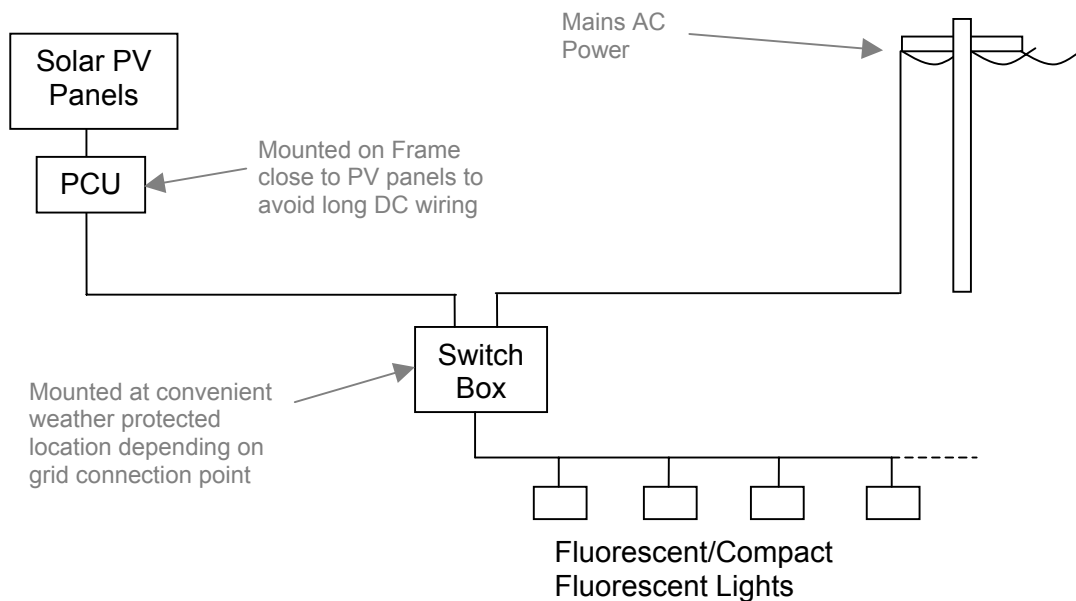 Mains AC
Power
Solar PV
Panels
PCU
Mounted on Frame
close to PV panels to
avoid long DC wiring
Switch
Box
Mounted at convenient
weather protected
location depending on
grid connection point
Fluorescent/Compact
Fluorescent Lights